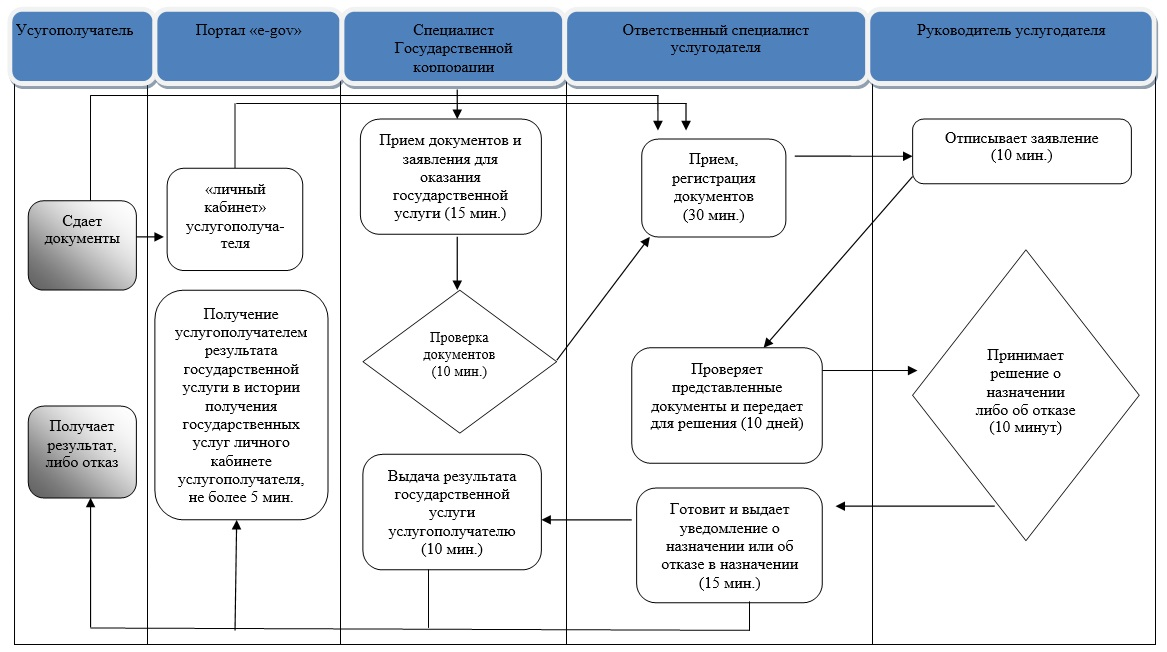 Усугополучатель
Портал «e-gov»
Специалист
Государственной
корпорации
Ответственный специалист
услугодателя
Руководитель услугодателя
Сдает
документы
«личный
кабинет»
услугополуча-
теля
Прием документов и
заявления для
оказания
государственной
услуги (15 мин.)
Прием,
регистрация
документов
(30 мин.)
Отписывает заявление
(10 мин.)
Получение
услугополучателем
результата
государственной
услуги в истории
получения
государственных
услуг личного
кабинете
услугополучателя,
не более 5 мин.
Проверка
документов
(10 мин.)
Проверяет
представленные
документы и передает
для решения (10 дней)
Принимает
решение о
назначении
либо об отказе
(10 минут)
Получает
результат,
либо отказ
Выдача результата
государственной
услуги
услугополучателю
(10 мин.)
Готовит и выдает
уведомление о
назначении или об
отказе в назначении
(15 мин.)